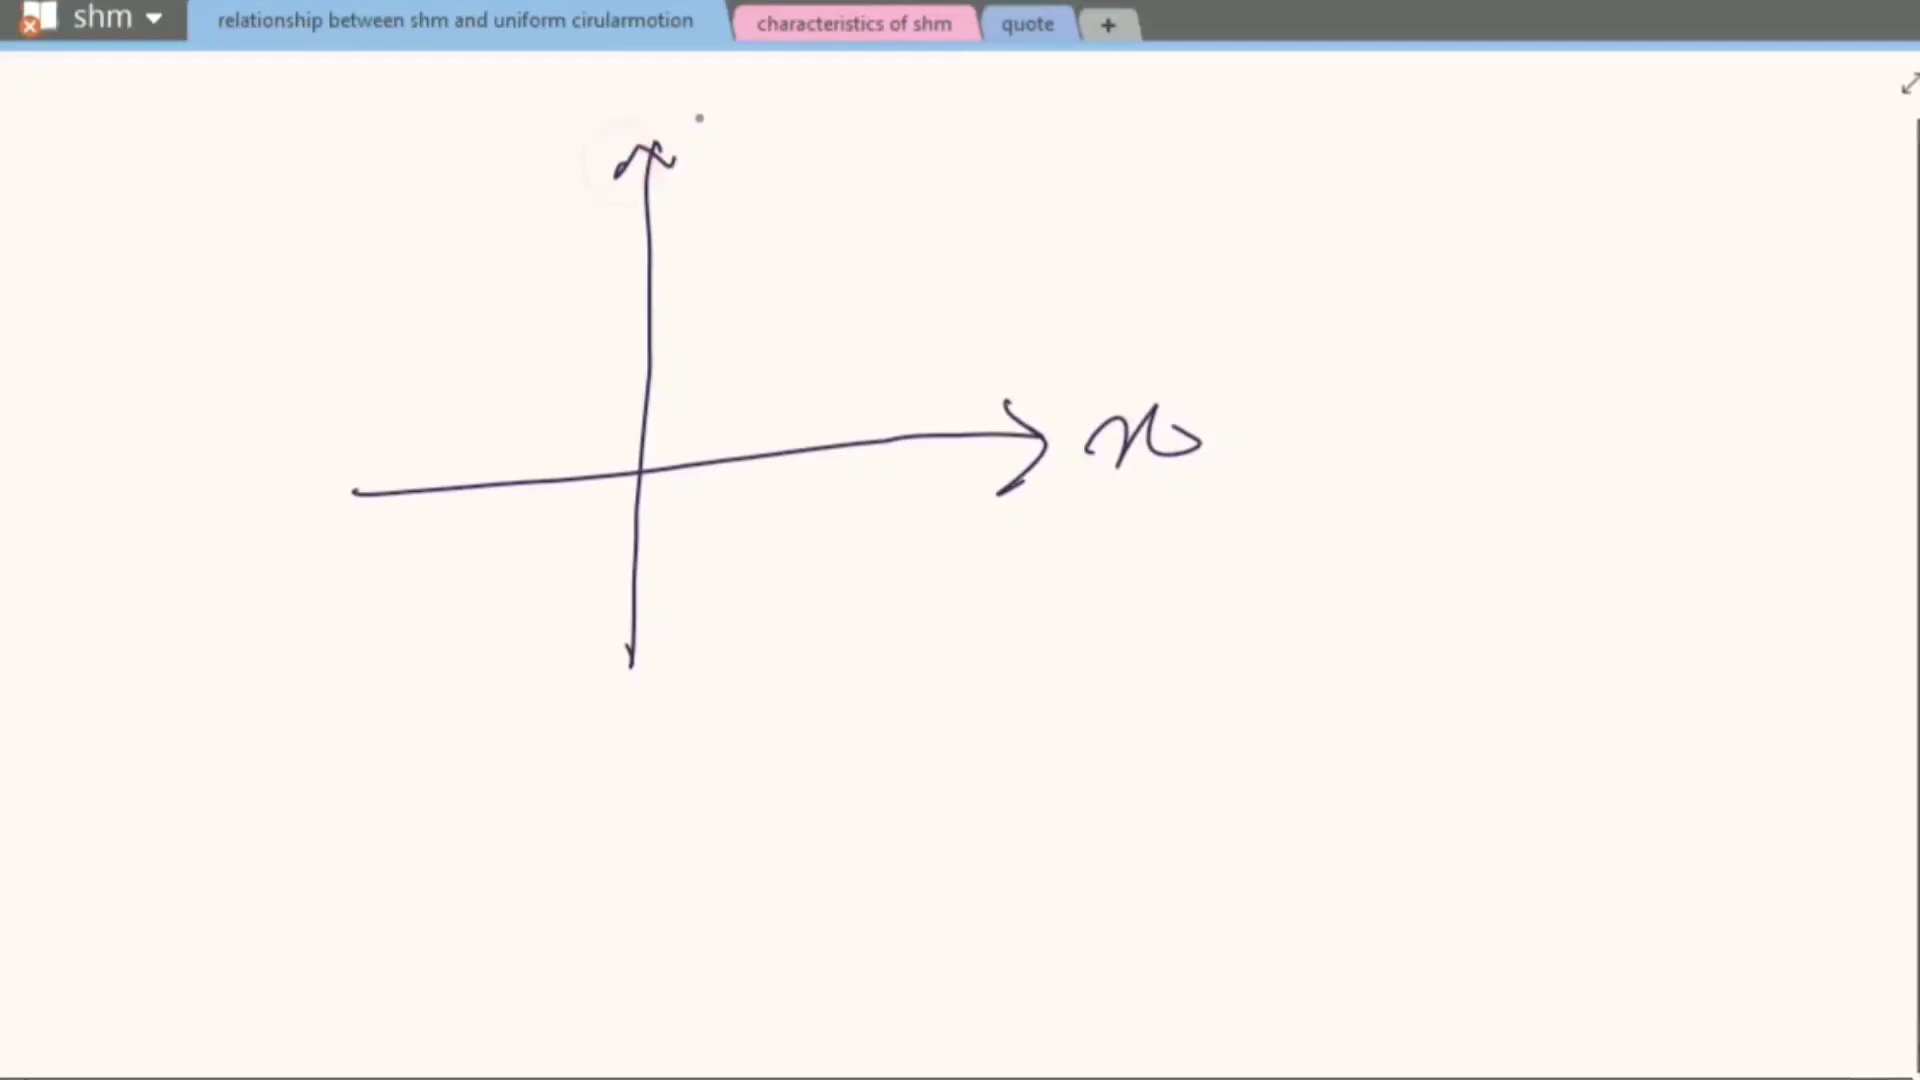 shm
relationship between shm and uniform cirularmotion
characteristics of shm
quote
+
x